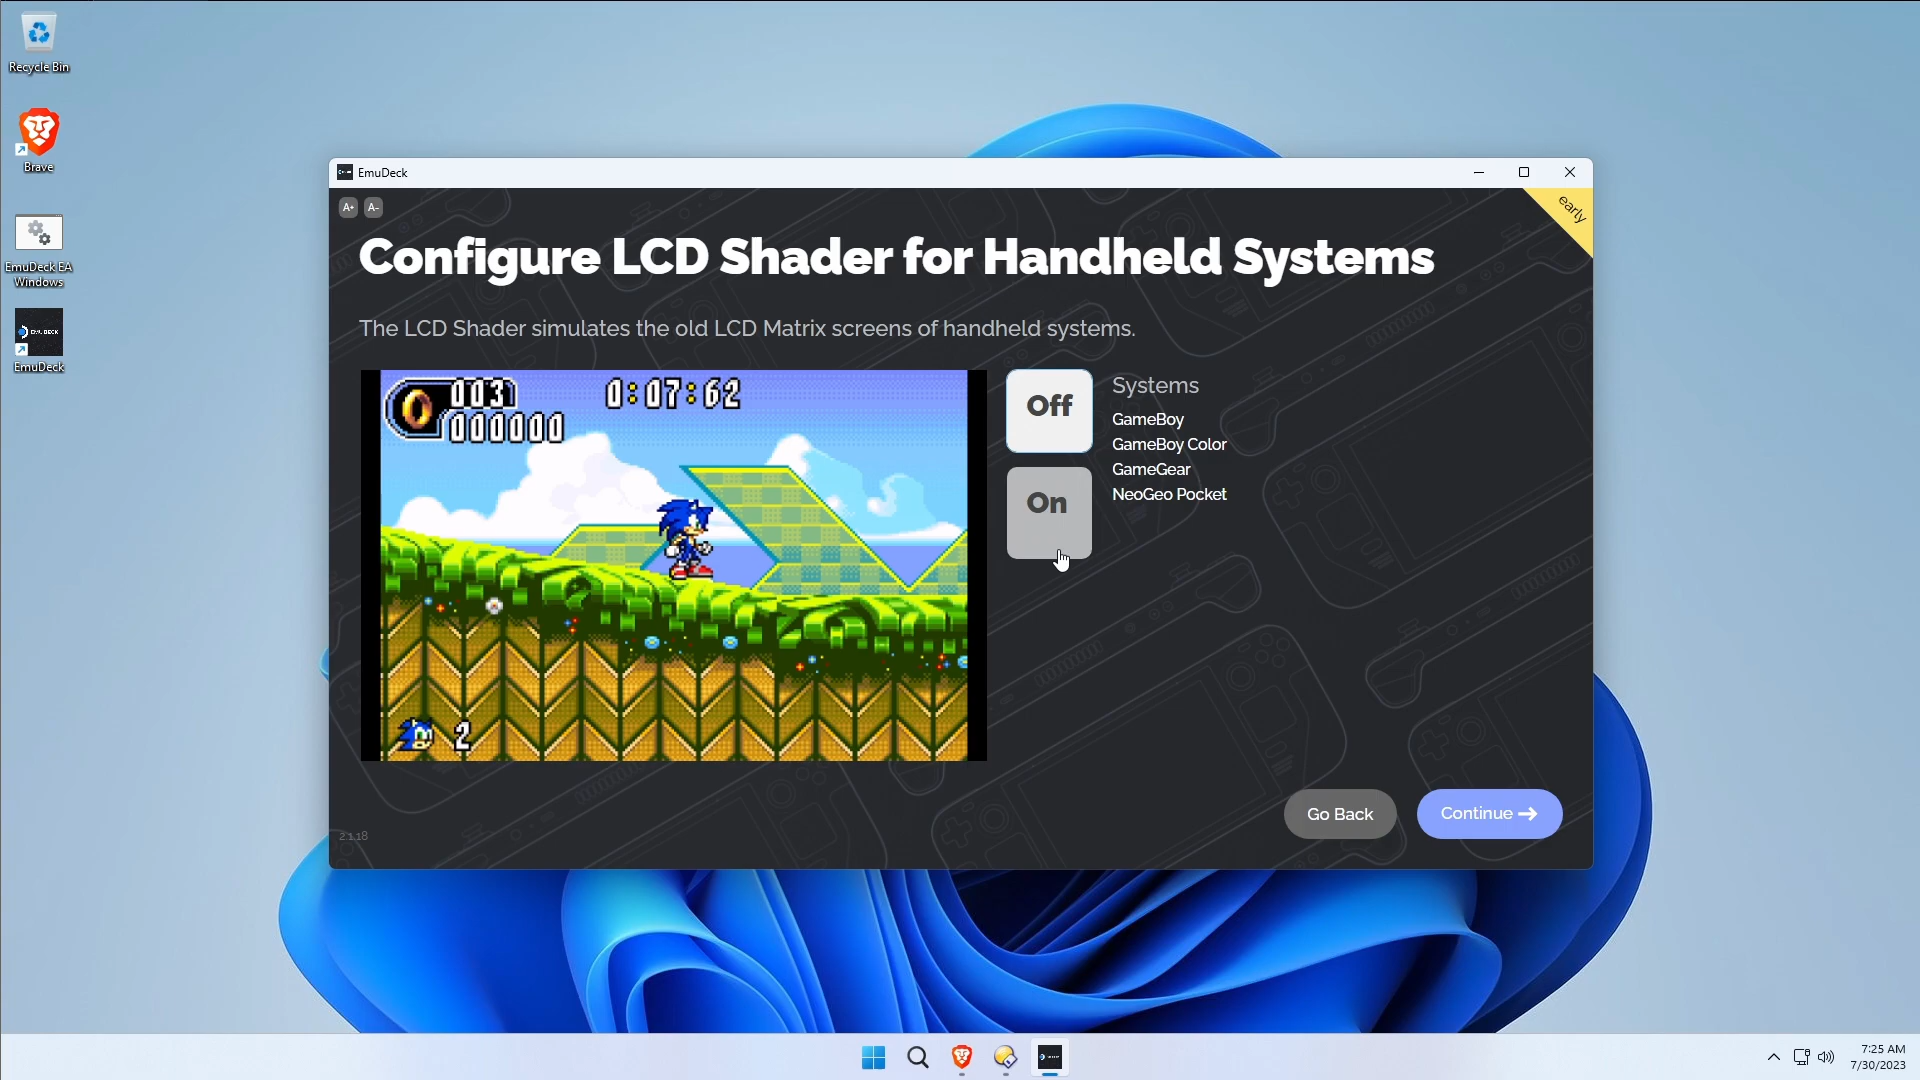 Recycle Bin
Brave
EmuDeck EA
Windows
EMUDECK
EmuDeck
EmuDeck
A+ A-
early
Configure LCD Shader for Handheld Systems
The LCD Shader simulates the old LCD Matrix screens of handheld systems.
003 0:07:62
000000
2
Off
On
Systems
GameBoy
GameBoy Color
GameGear
NeoGeo Pocket
Go Back
Continue →
2.1.18
7:25 AM
7/30/2023